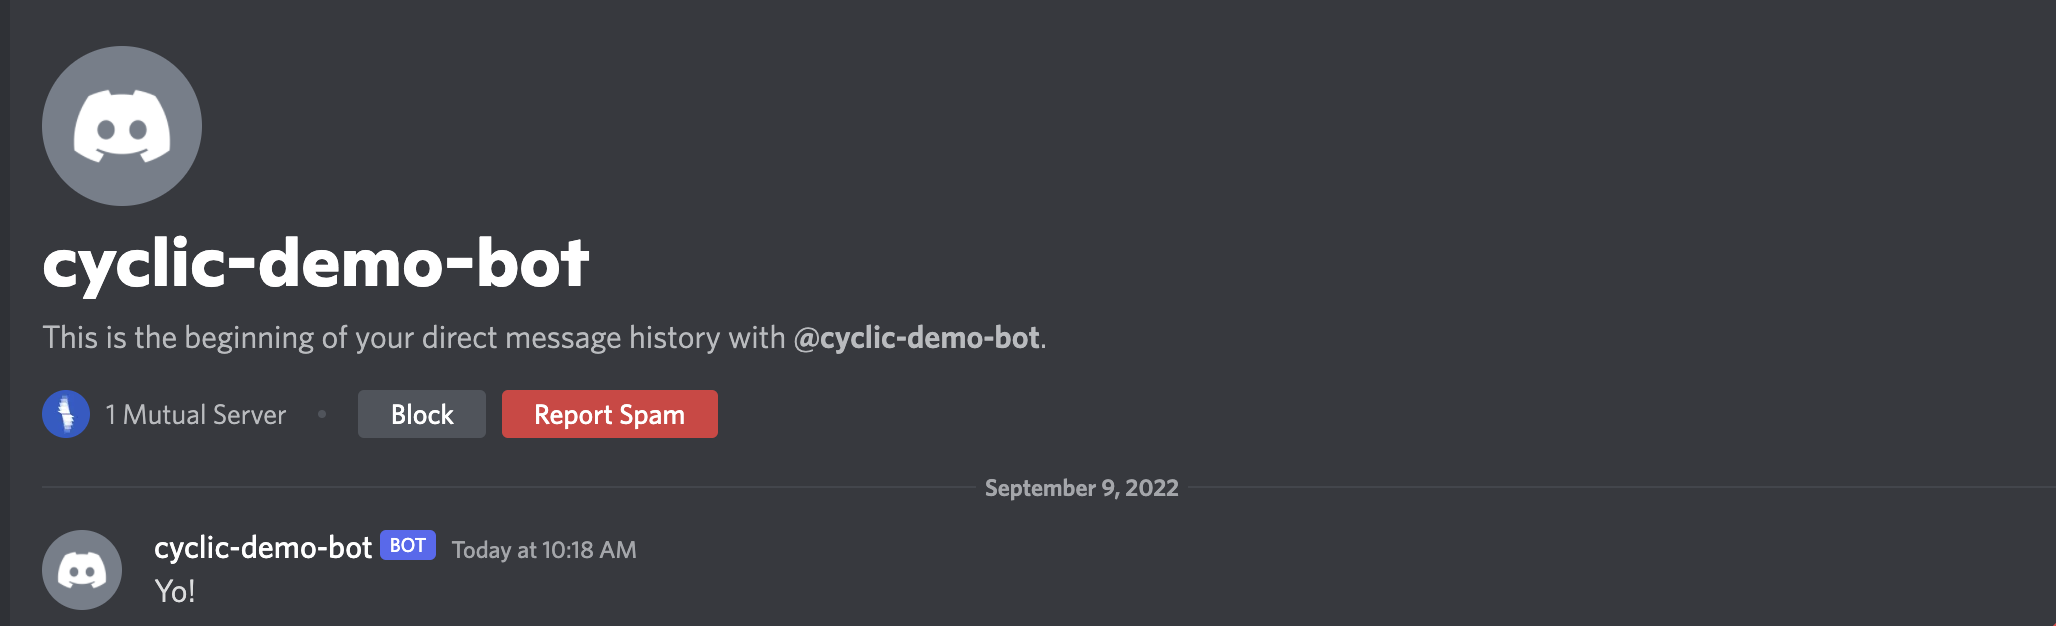 cyclic-demo-bot
This is the beginning of your direct message history with @cyclic-demo-bot.
1 Mutual Server • Block Report Spam
September 9, 2022
cyclic-demo-bot BOT Today at 10:18 AM
Yo!